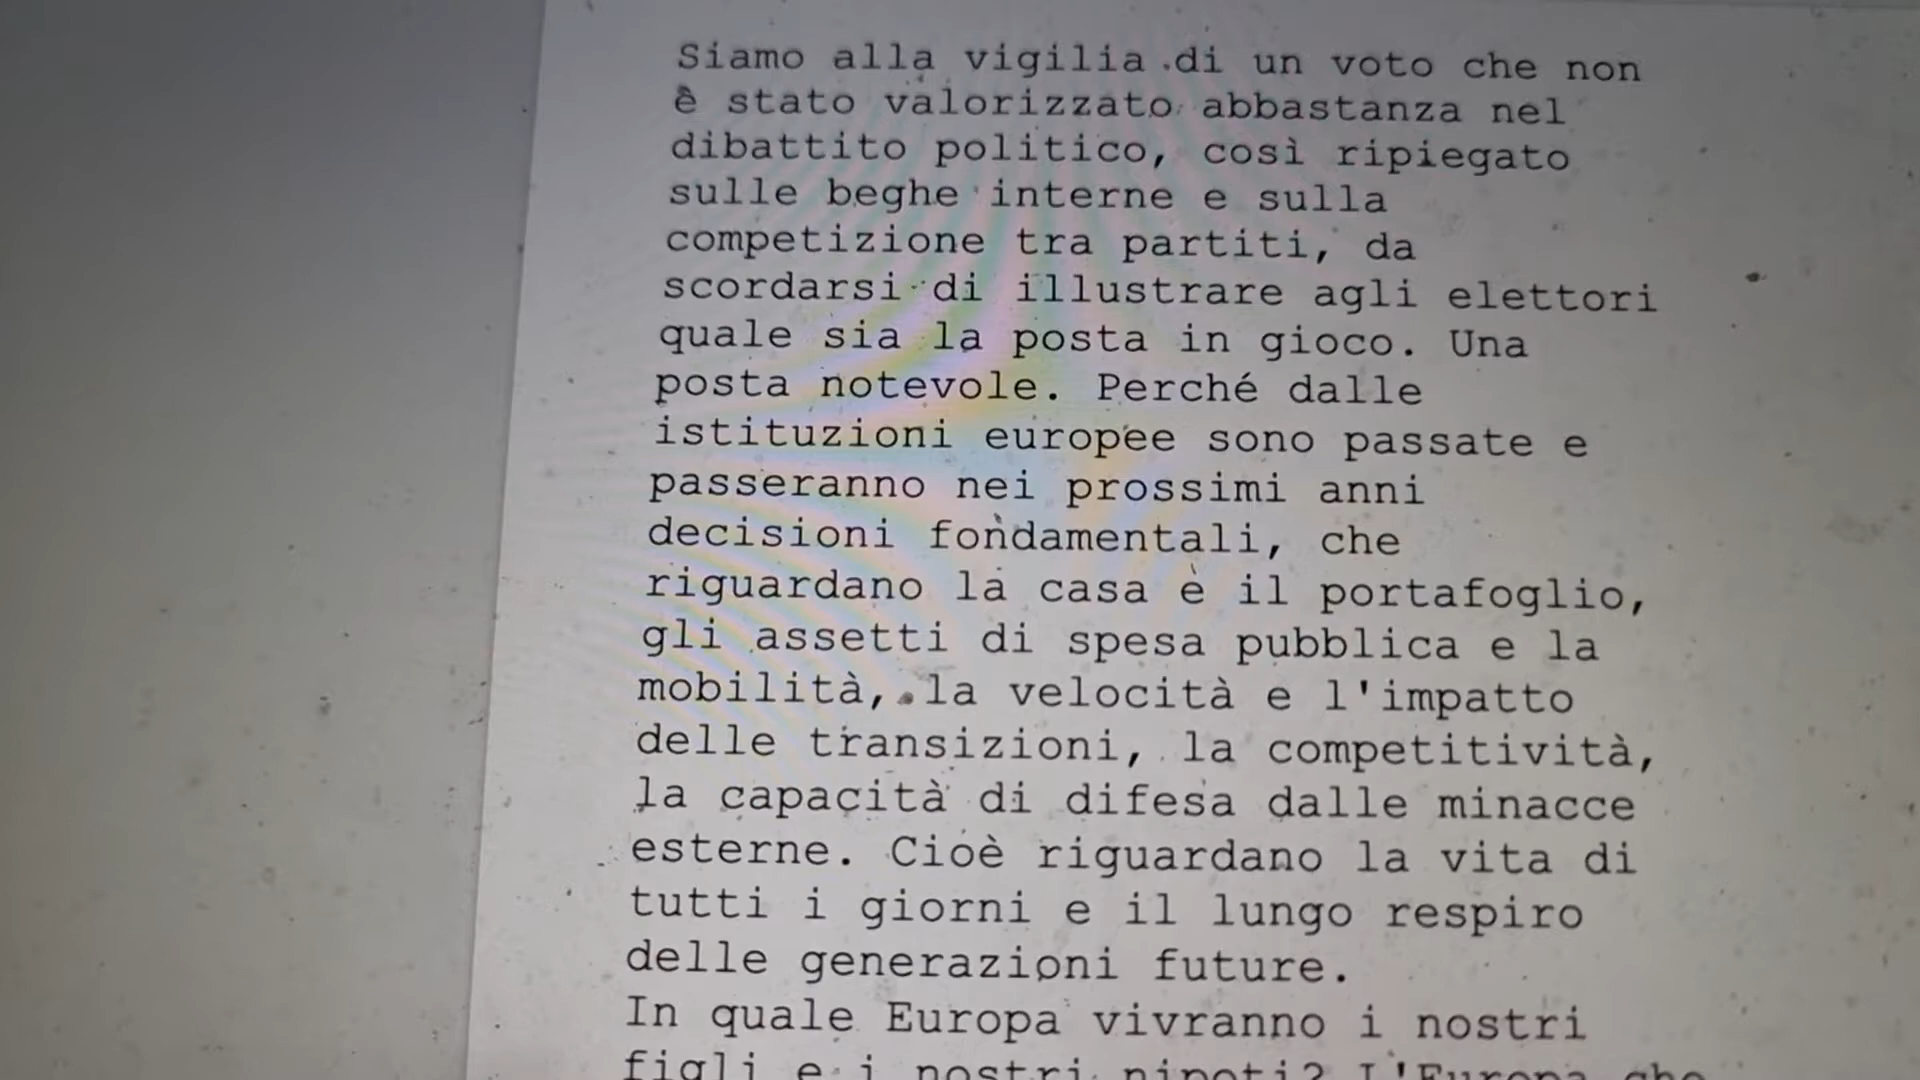 Siamo alla vigilia di un voto che non
è stato valorizzato abbastanza nel
dibattito politico, così ripiegato
sulle beghe interne e sulla
competizione tra partiti, da
scordarsi di illustrare agli elettori
quale sia la posta in gioco. Una
posta notevole. Perché dalle
istituzioni europee sono passate e
passeranno nei prossimi anni
decisioni fondamentali, che
riguardano la casa e il portafoglio,
gli assetti di spesa pubblica e la
mobilità, la velocità e l'impatto
delle transizioni, la competitività,
la capacità di difesa dalle minacce
esterne. Cioè riguardano la vita di
tutti i giorni e il lungo respiro
delle generazioni future.
In quale Europa vivranno i nostri
figli e i nostri nipoti? L'Europa che